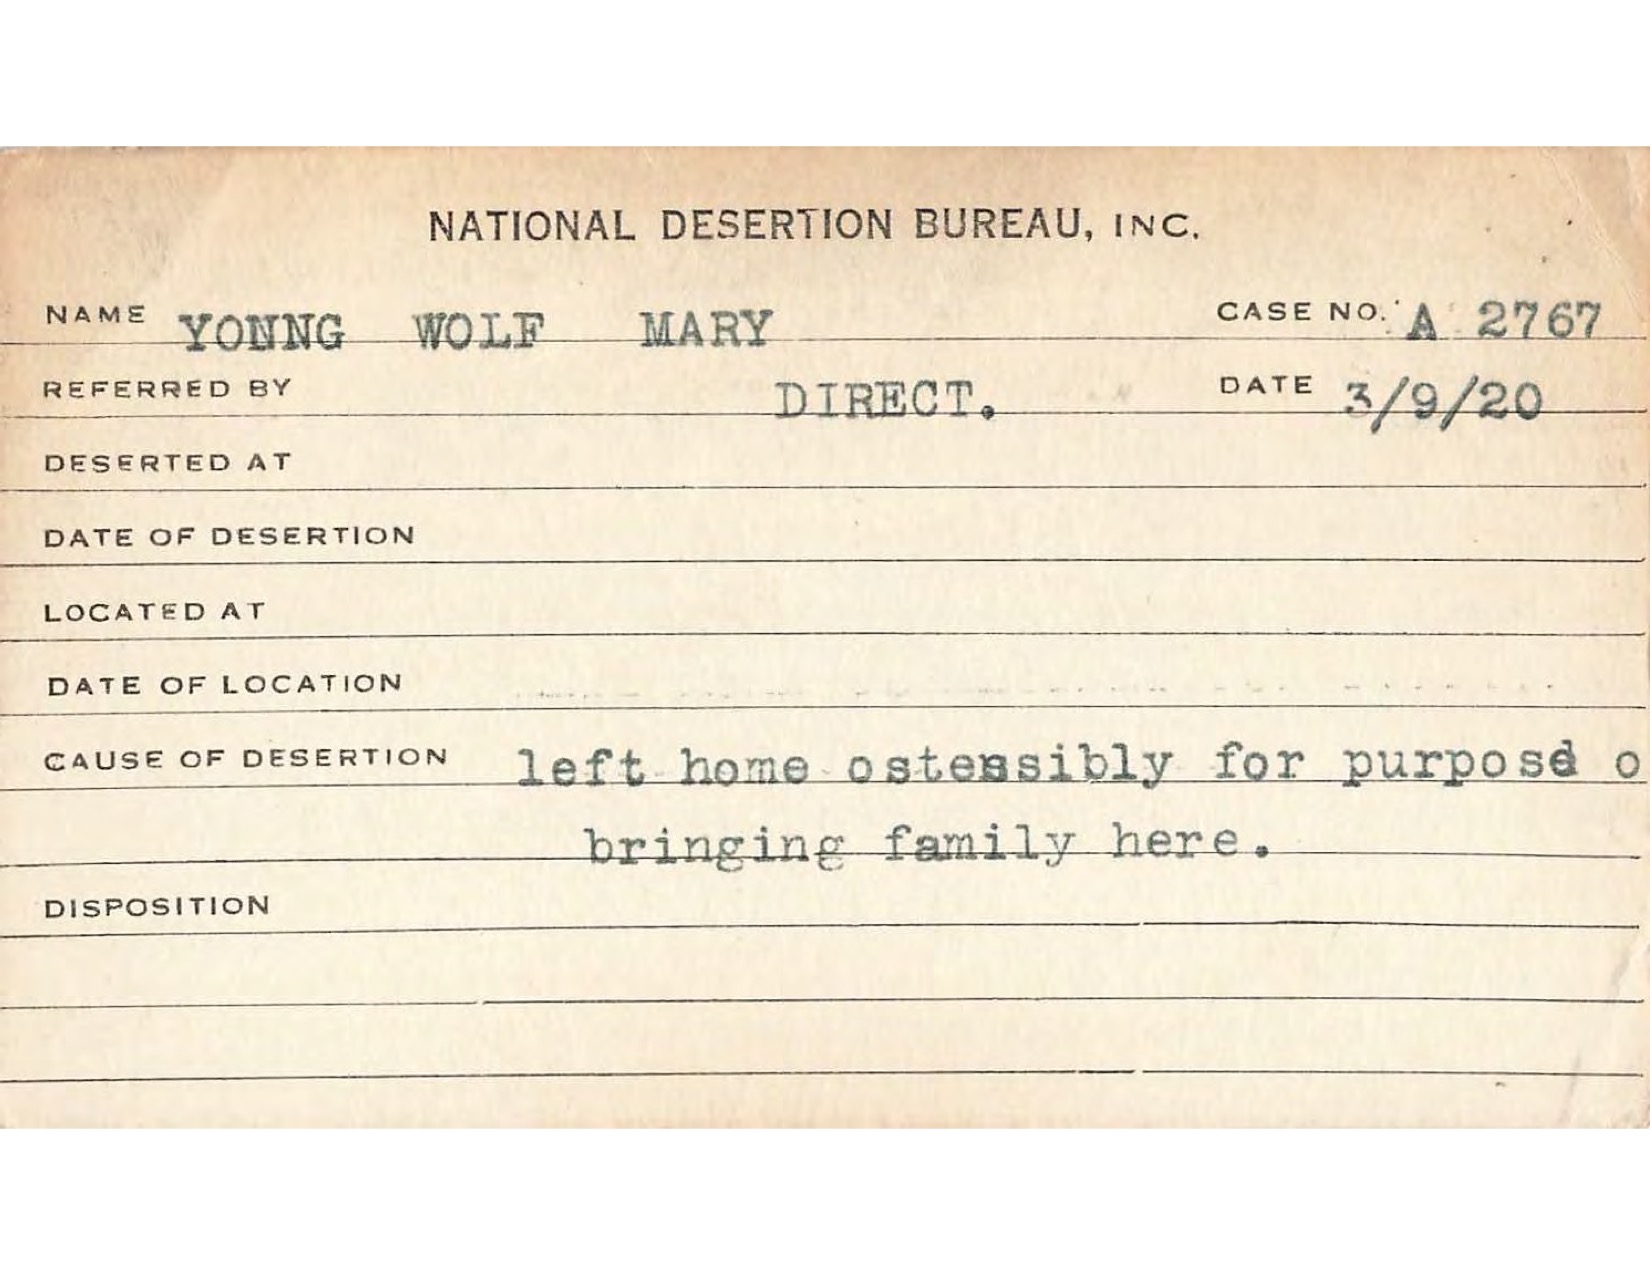 NATIONAL DESERTION BUREAU, INC.
NAME YONNG WOLF MARY CASE NO. A 2767
REFERRED BY DIRECT. DATE 3/9/20
DESERTED AT
DATE OF DESERTION
LOCATED AT
DATE OF LOCATION
CAUSE OF DESERTION left home ostensibly for purpose o
bringing family here.
DISPOSITION